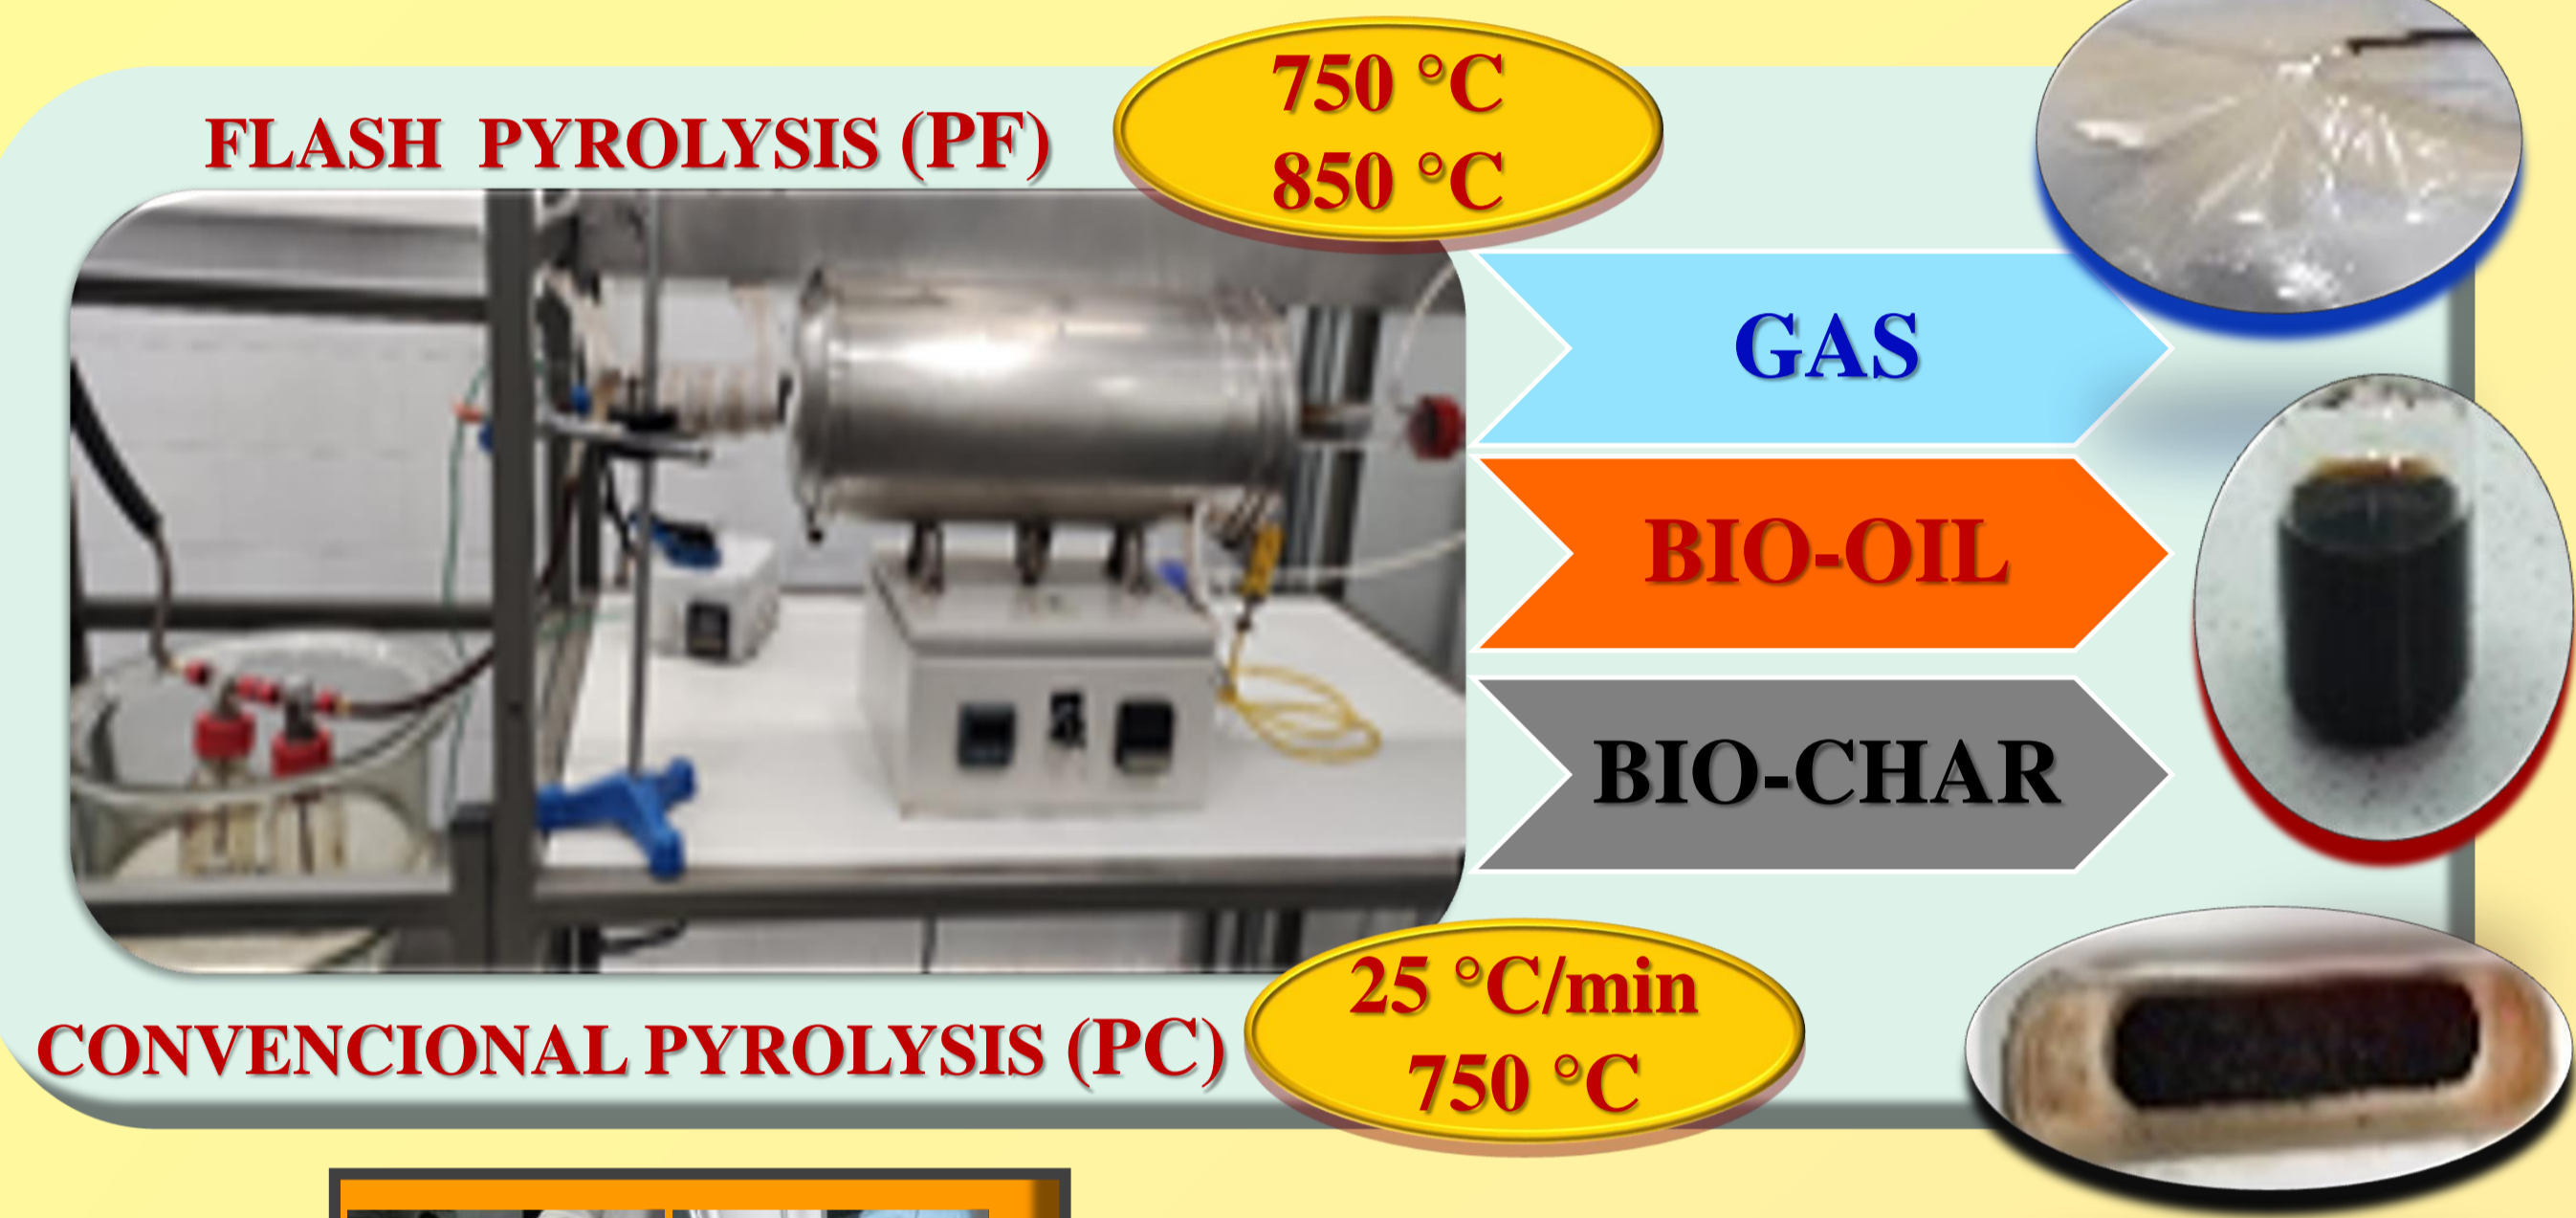 FLASH PYROLYSIS (PF)
750 °C
850 °C
GAS
BIO-OIL
BIO-CHAR
CONVENCIONAL PYROLYSIS (PC)
25 °C/min
750 °C